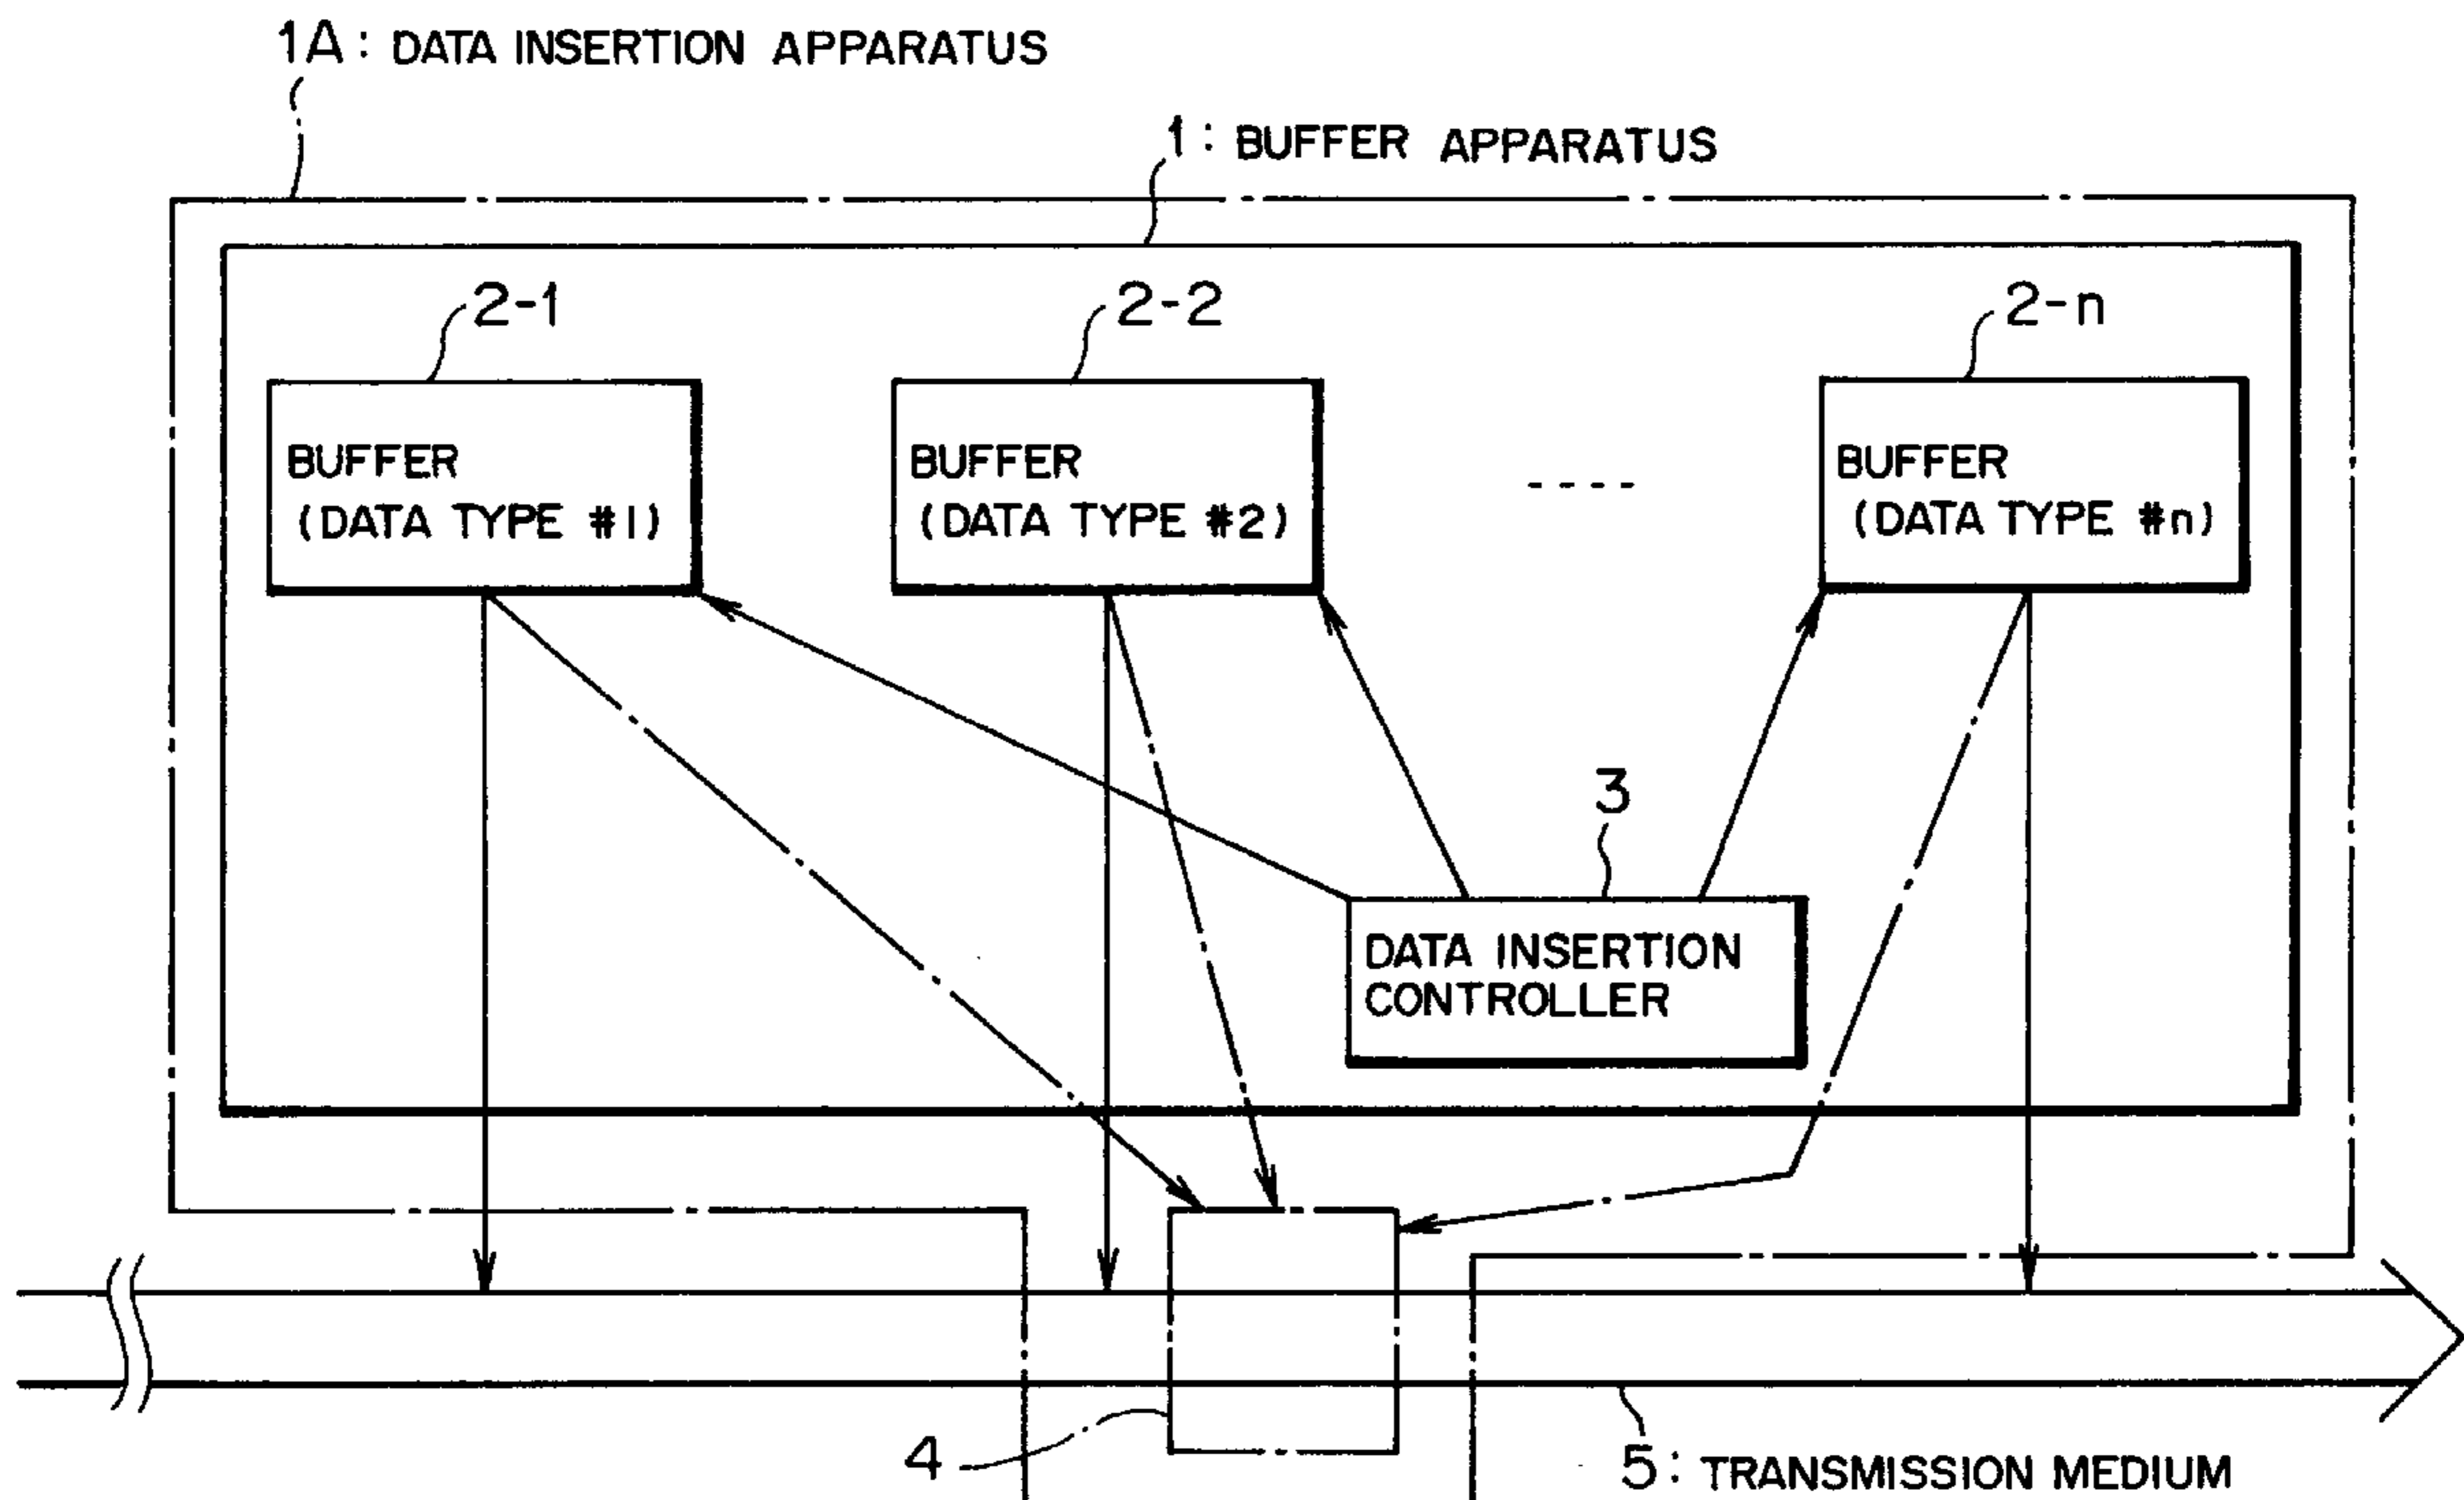 1A: DATA INSERTION APPARATUS
1: BUFFER APPARATUS
2-1
2-2
2-n
BUFFER
(DATA TYPE #1)
BUFFER
(DATA TYPE #2)
BUFFER
(DATA TYPE #n)
3
DATA INSERTION
CONTROLLER
4
5: TRANSMISSION MEDIUM